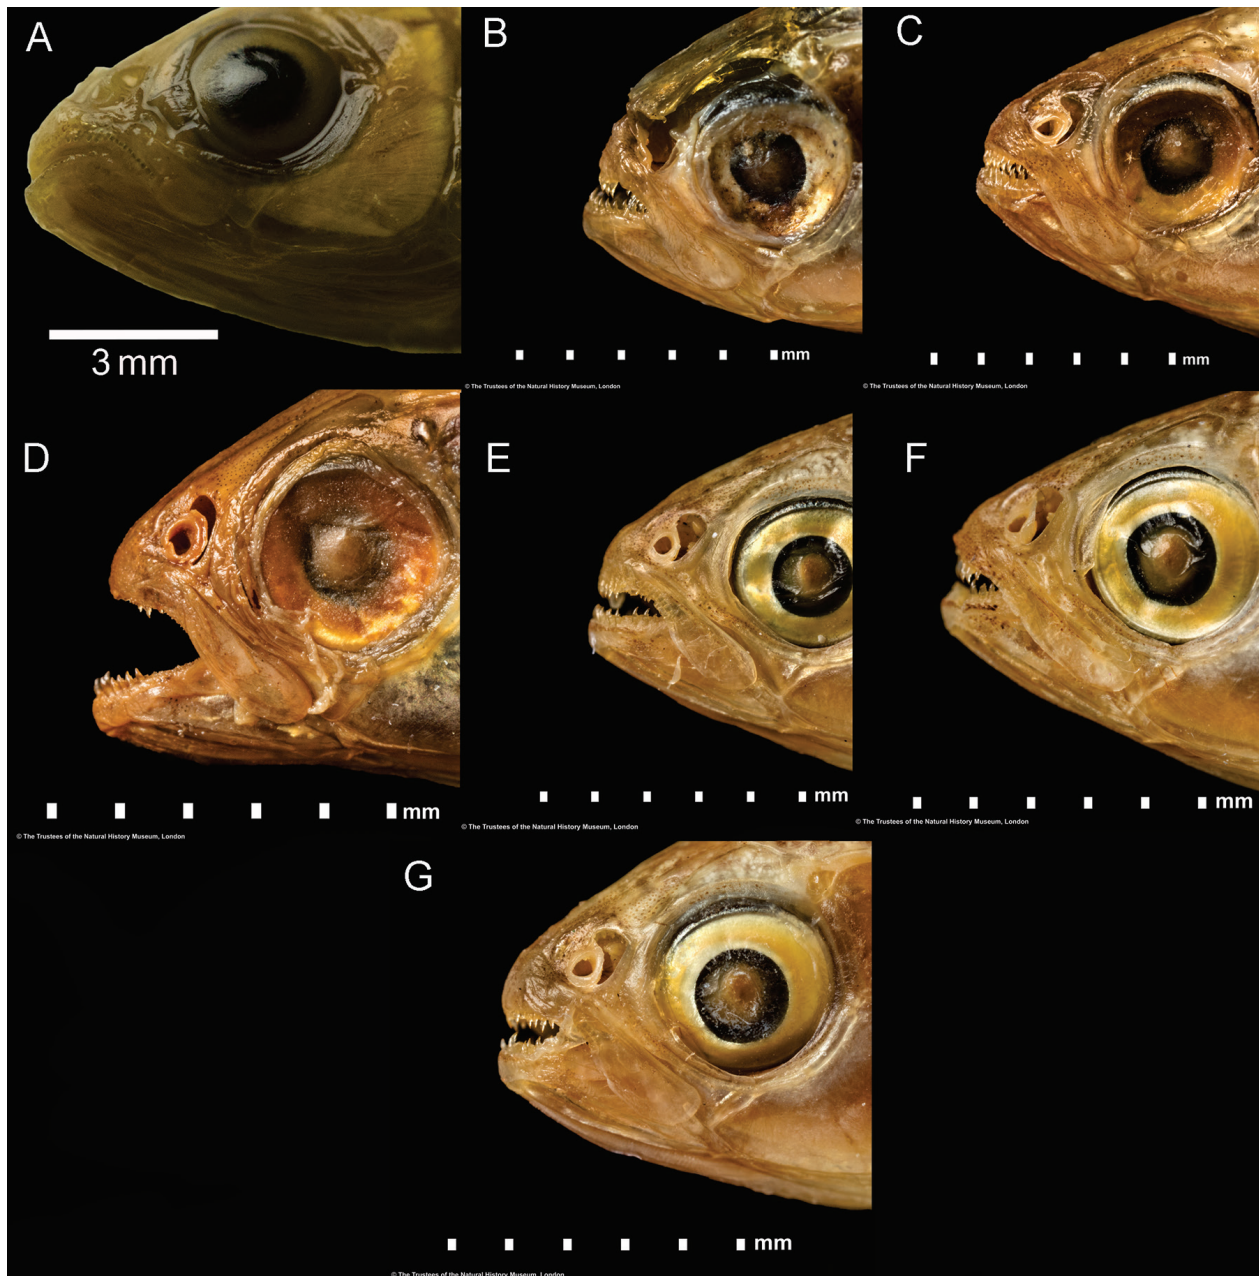 A
B
C
3 mm
mm
mm
© The Trustees of the Natural History Museum, London
© The Trustees of the Natural History Museum, London
D
E
F
mm
mm
mm
© The Trustees of the Natural History Museum, London
© The Trustees of the Natural History Museum, London
© The Trustees of the Natural History Museum, London
G
mm
© The Trustees of the Natural History Museum, London